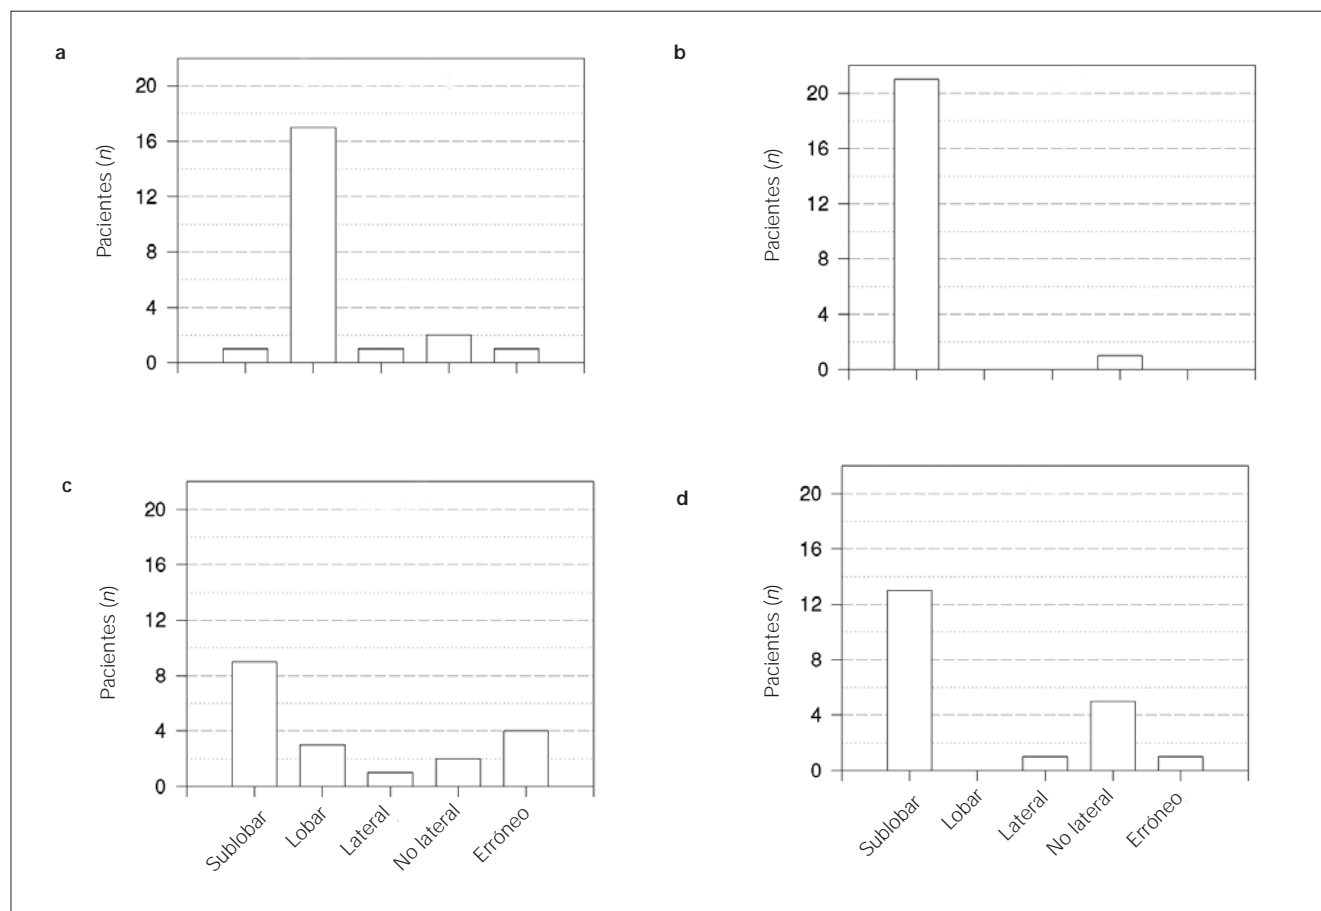 a
20
16
12
8
4
0
Pacientes (n)
b
20
16
12
8
4
0
Pacientes (n)
c
20
16
12
8
4
0
Pacientes (n)
Sublobar
Lobar
Lateral
No lateral
Erróneo
d
20
16
12
8
4
0
Pacientes (n)
Sublobar
Lobar
Lateral
No lateral
Erróneo